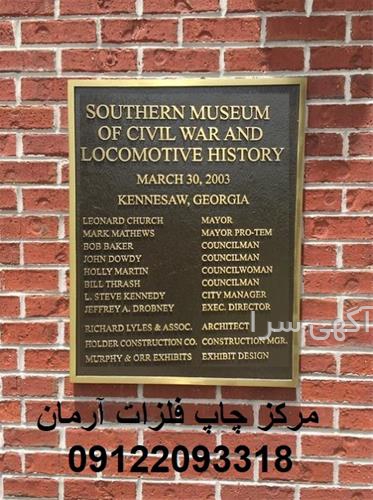 SOUTHERN MUSEUM
OF CIVIL WAR AND
LOCOMOTIVE HISTORY
MARCH 30, 2003
KENNESAW, GEORGIA
LEONARD CHURCH MAYOR
MARK MATHEWS MAYOR PRO-TEM
BOB BAKER COUNCILMAN
JOHN DOWDY COUNCILMAN
HOLLY MARTIN COUNCILWOMAN
BILL THRASH COUNCILMAN
L. STEVE KENNEDY CITY MANAGER
JEFFREY A. DROBNEY EXEC. DIRECTOR
RICHARD LYLES & ASSOC. ARCHITECT
HOLDER CONSTRUCTION CO. CONSTRUCTION MGR.
MURPHY & ORR EXHIBITS EXHIBIT DESIGN
آگهی سرا
مرکز چاپ فلزات آرمان
09122093318